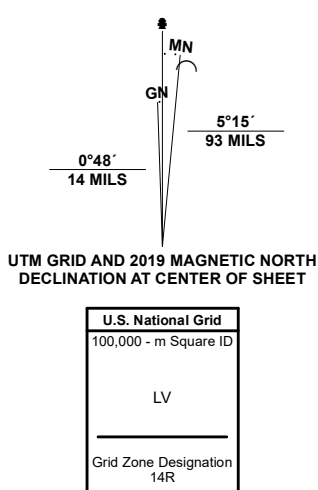 MN
GN
5°15´
93 MILS
0°48´
14 MILS
UTM GRID AND 2019 MAGNETIC NORTH
DECLINATION AT CENTER OF SHEET
U.S. National Grid
100,000 - m Square ID
LV
Grid Zone Designation
14R